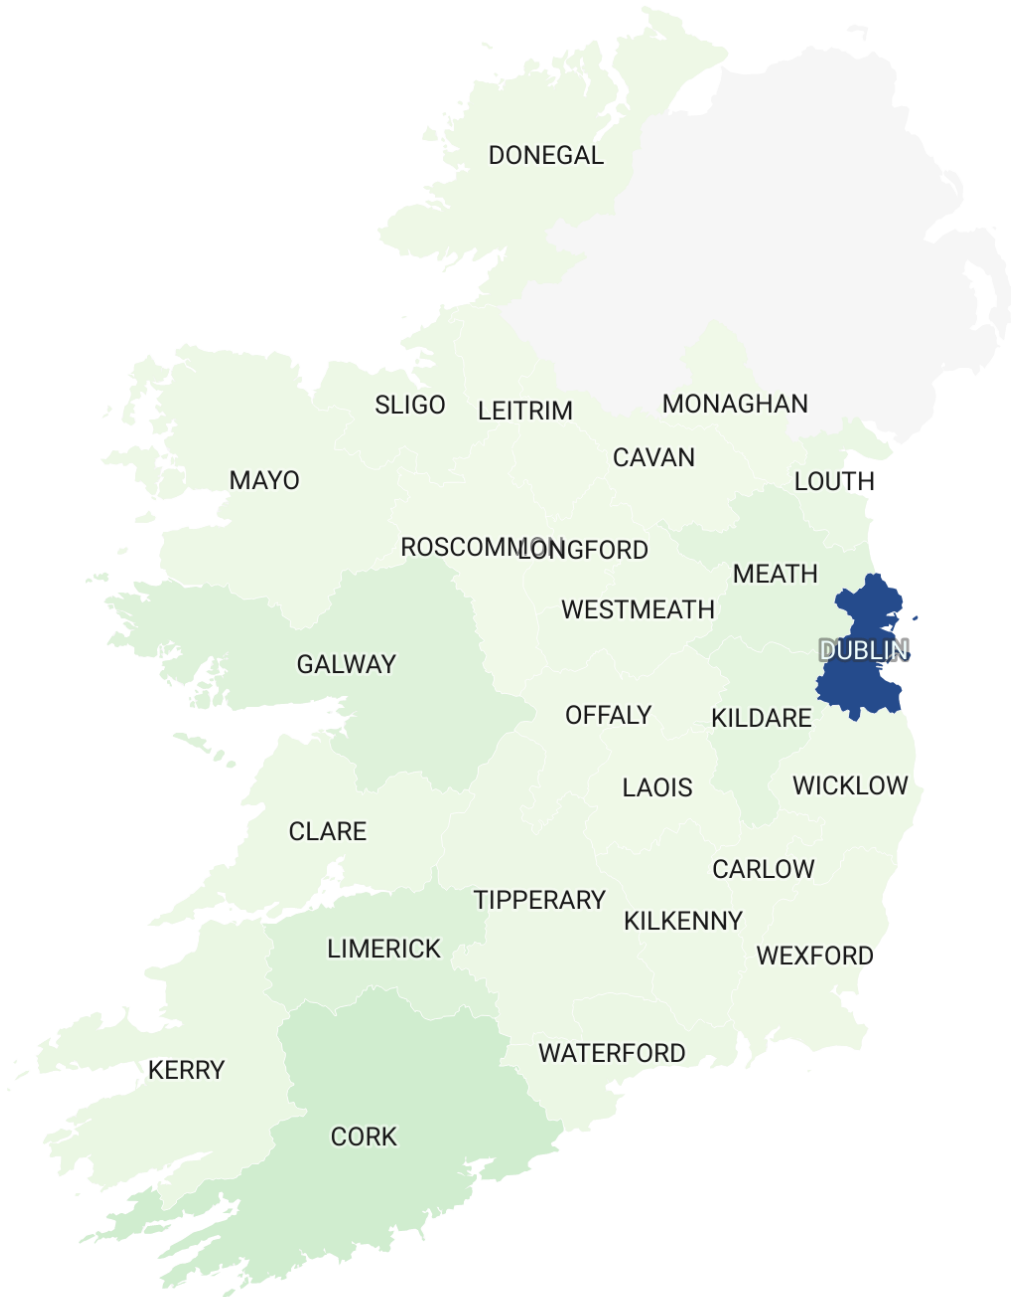 DONEGAL
SLIGO
LEITRIM
MONAGHAN
CAVAN
MAYO
LOUTH
ROSCOMMON
LONGFORD
MEATH
WESTMEATH
DUBLIN
GALWAY
OFFALY
KILDARE
LAOIS
WICKLOW
CLARE
CARLOW
TIPPERARY
KILKENNY
LIMERICK
WEXFORD
WATERFORD
KERRY
CORK